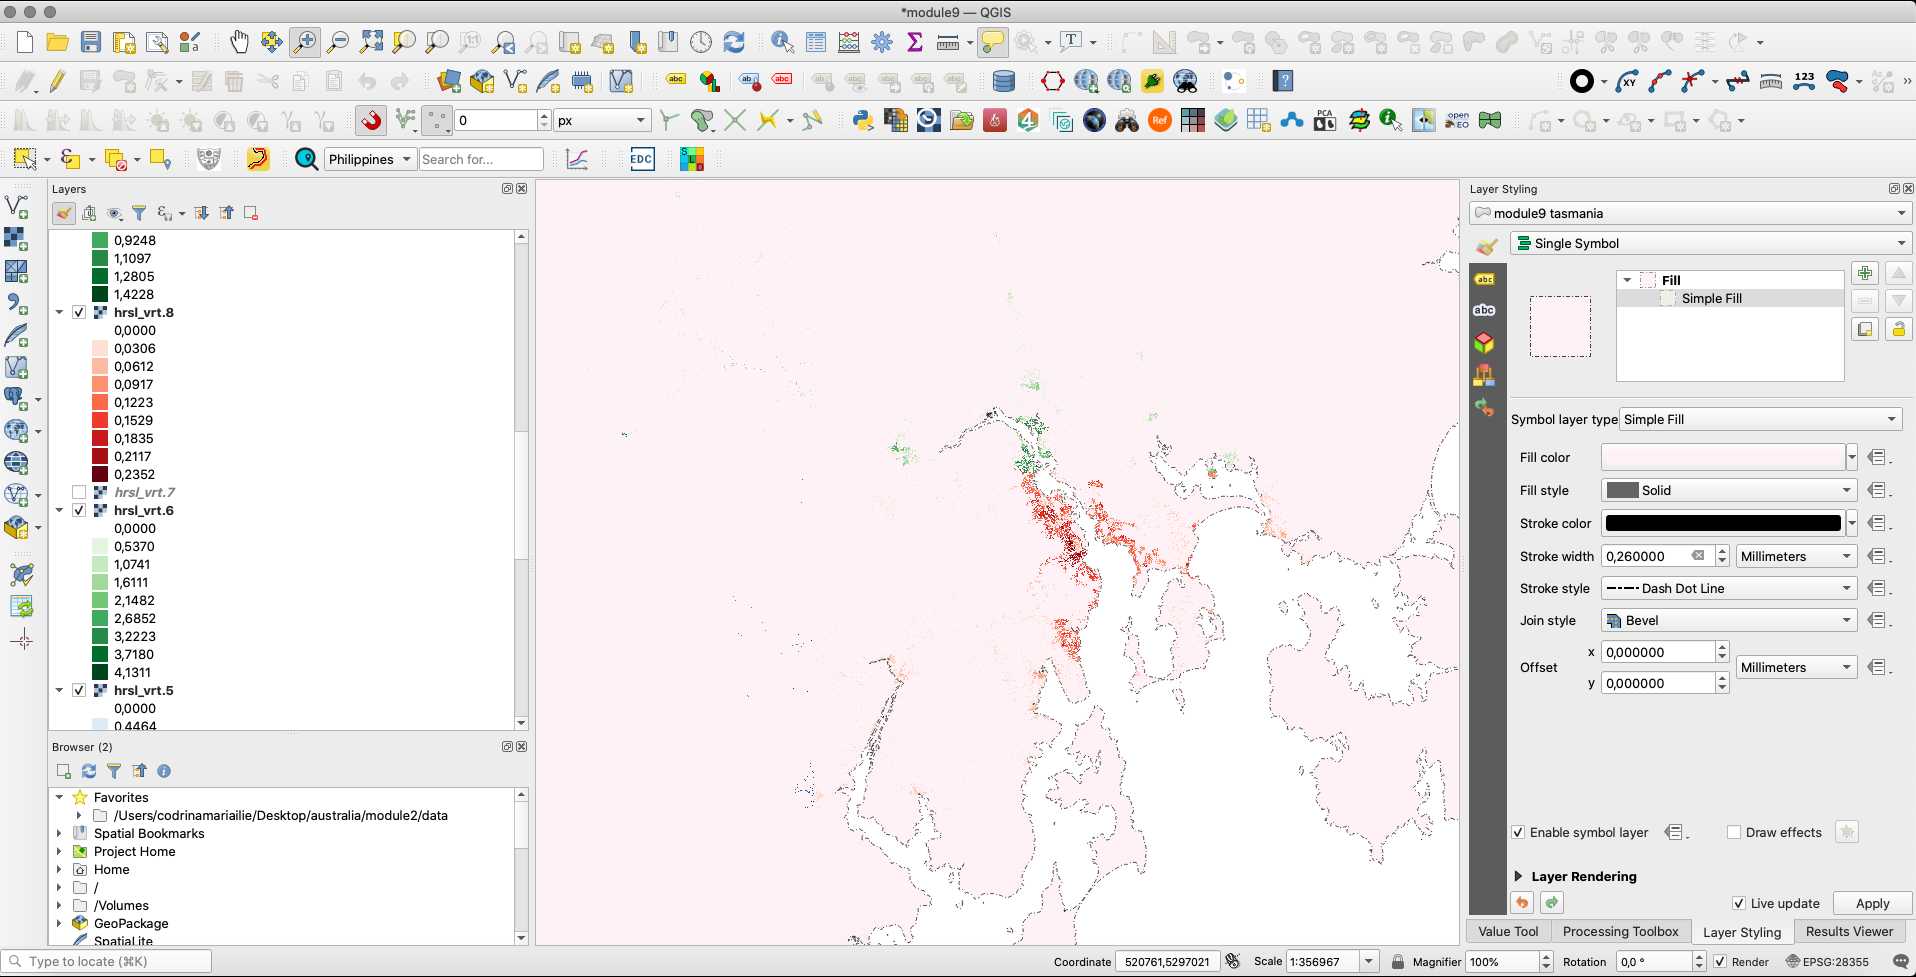 *module9 — QGIS
0
px
Philippines
Search for...
EDC
Layers
0,9248
1,1097
1,2805
1,4228
hrsl_vrt.8
0,0000
0,0306
0,0612
0,0917
0,1223
0,1529
0,1835
0,2117
0,2352
hrsl_vrt.7
hrsl_vrt.6
0,0000
0,5370
1,0741
1,6111
2,1482
2,6852
3,2223
3,7180
4,1311
hrsl_vrt.5
0,0000
0,4464
Browser (2)
Favorites
/Users/codrinamariailie/Desktop/australia/module2/data
Spatial Bookmarks
Project Home
Home
/
/Volumes
GeoPackage
SpatiaLite
Layer Styling
module9 tasmania
Single Symbol
Fill
Simple Fill
Symbol layer type Simple Fill
Fill color
Fill style Solid
Stroke color
Stroke width 0,260000 Millimeters
Stroke style Dash Dot Line
Join style Bevel
x 0,000000
Offset Millimeters
y 0,000000
Enable symbol layer Draw effects
Layer Rendering
Live update Apply
Value Tool Processing Toolbox Layer Styling Results Viewer
Type to locate (⌘K) Coordinate 520761,5297021 Scale 1:356967 Magnifier 100% Rotation 0,0 ° Render EPSG:28355